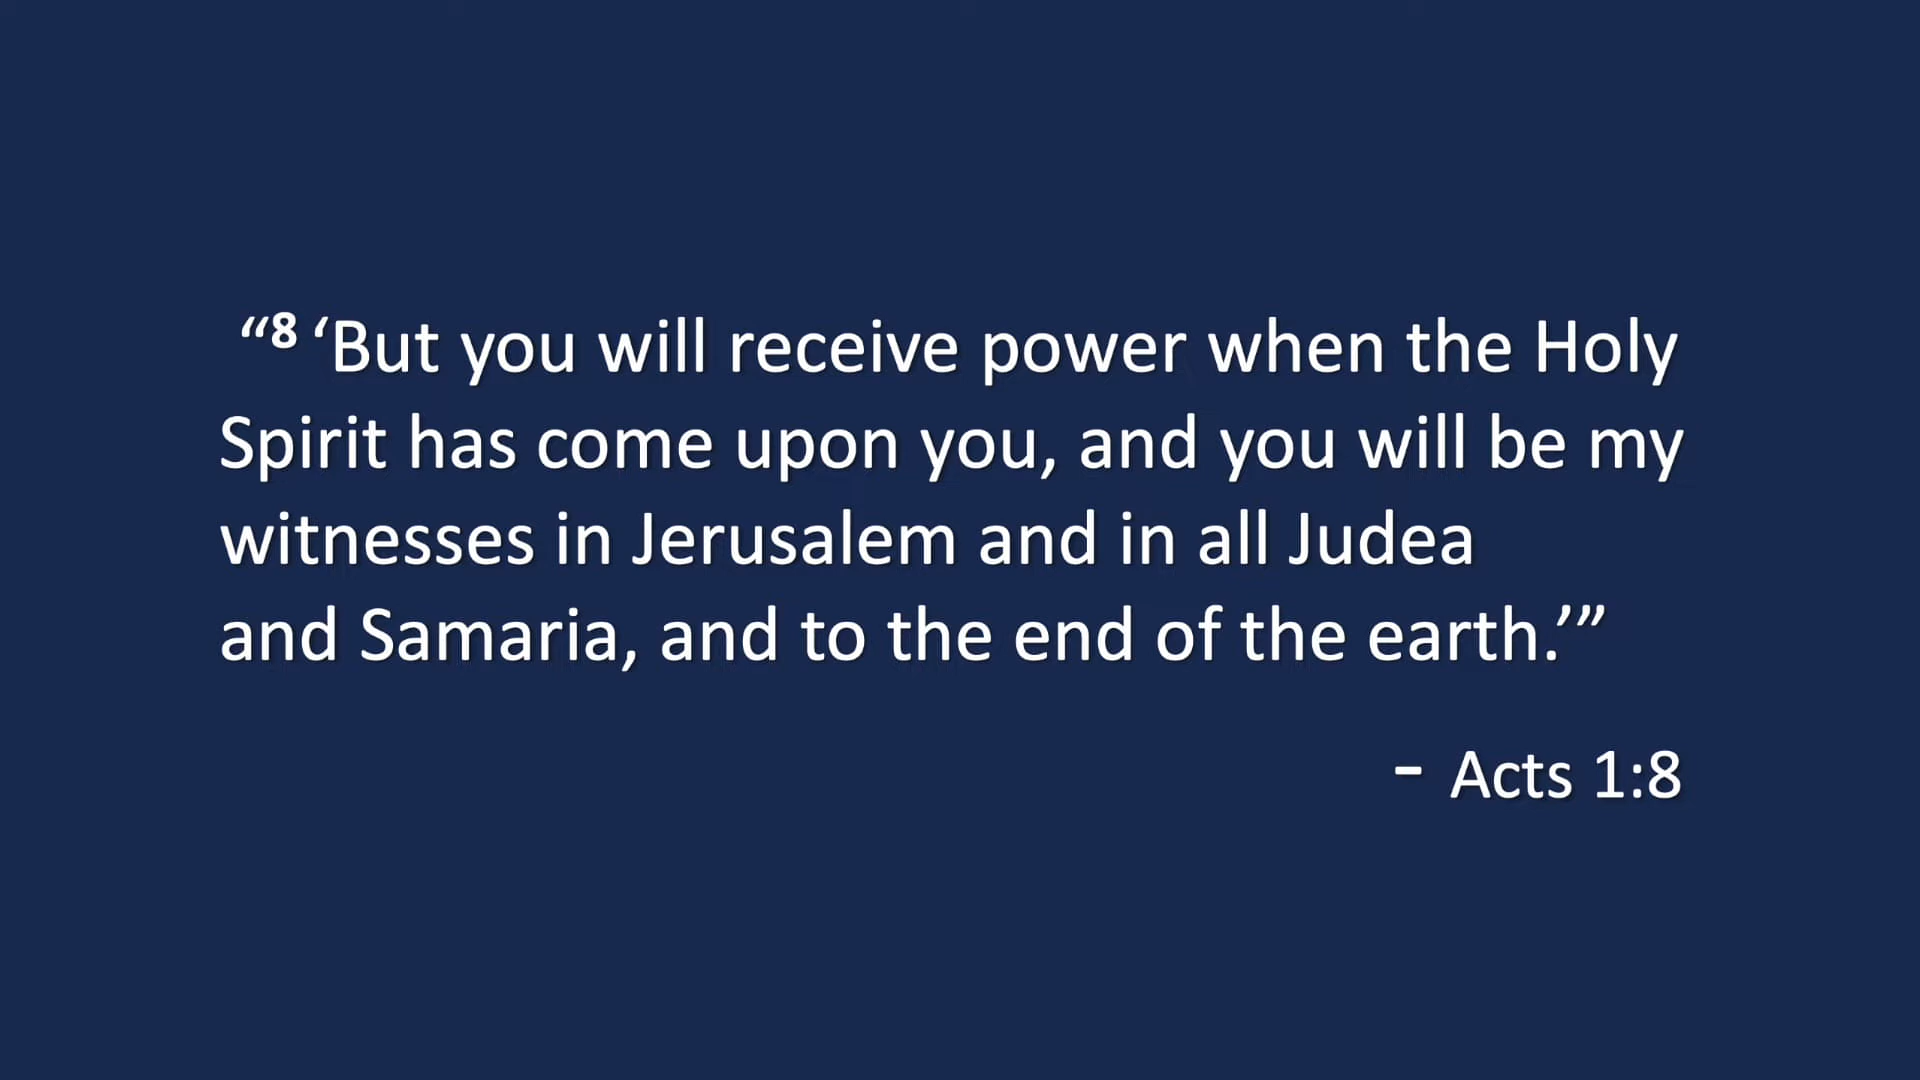 “8 ‘But you will receive power when the Holy
Spirit has come upon you, and you will be my
witnesses in Jerusalem and in all Judea
and Samaria, and to the end of the earth.’”
- Acts 1:8